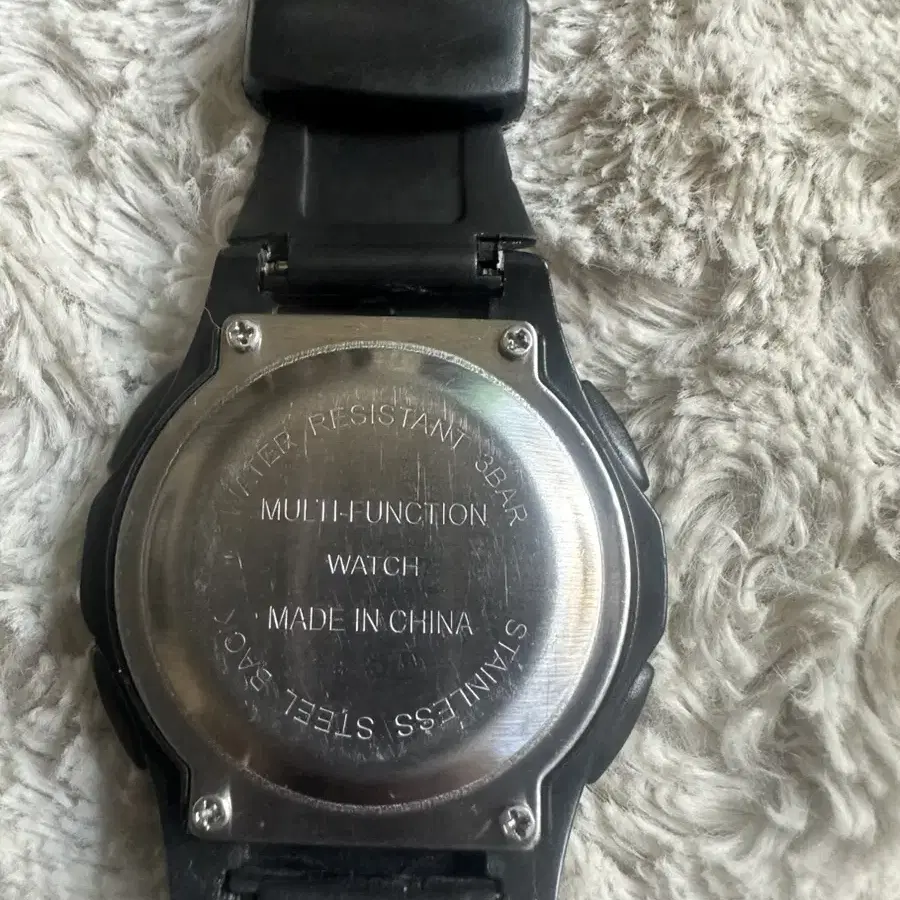 WATER RESISTANT 3BAR
MULTI-FUNCTION
WATCH
MADE IN CHINA
STAINLESS STEEL BACK